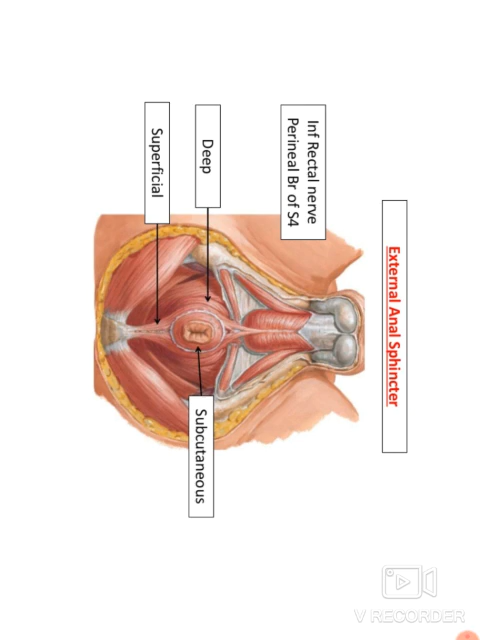 External Anal Sphincter
Inf Rectal nerve
Perineal Br of S4
Deep
Superficial
Subcutaneous
V RECORDER